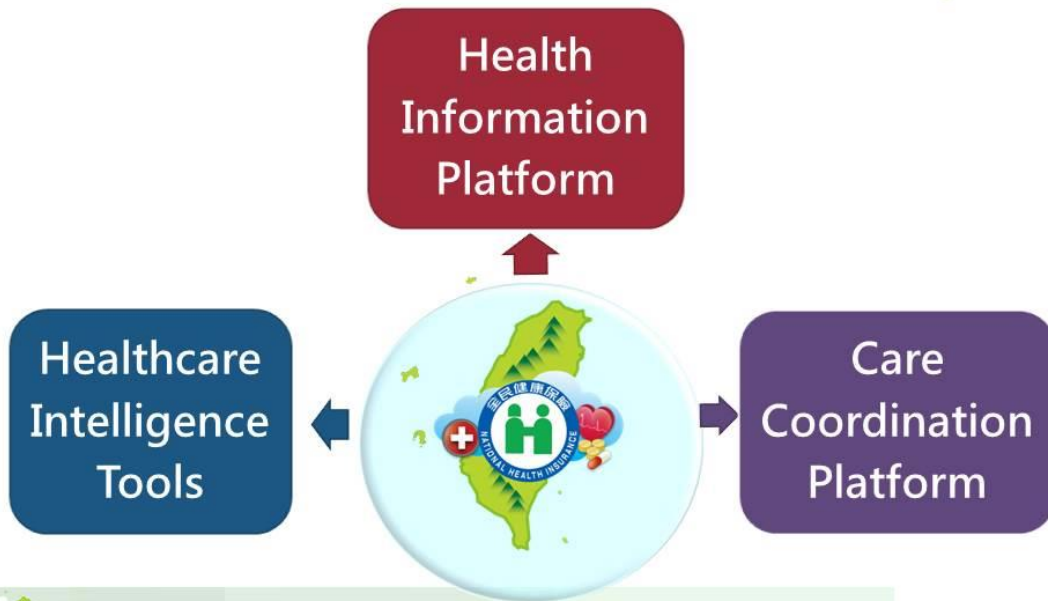 Health
Information
Platform
Healthcare
Intelligence
Tools
全民健康保險
NATIONAL HEALTH INSURANCE
Care
Coordination
Platform